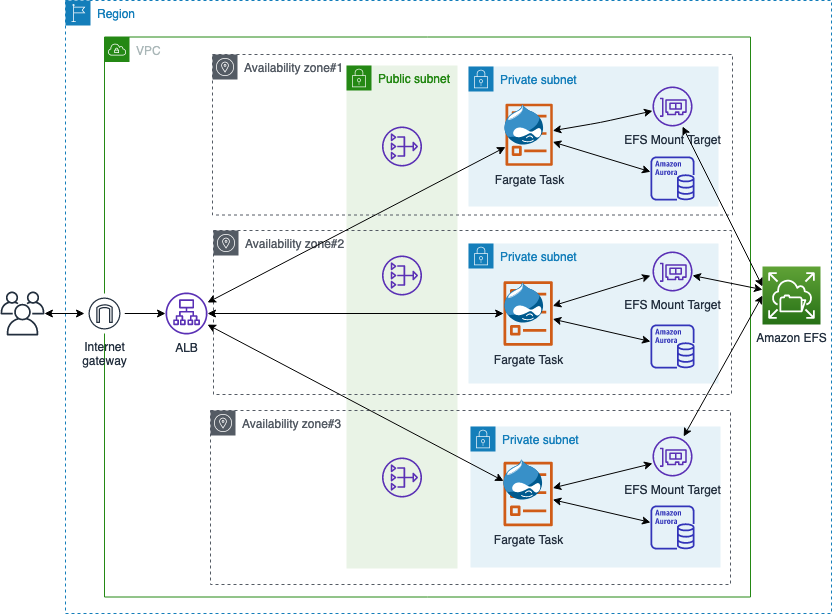 Region
VPC
Availability zone#1
Public subnet
Private subnet
EFS Mount Target
Fargate Task
Amazon
Aurora
Availability zone#2
Private subnet
EFS Mount Target
Fargate Task
Amazon
Aurora
Internet
gateway
ALB
Amazon EFS
Availability zone#3
Private subnet
EFS Mount Target
Fargate Task
Amazon
Aurora